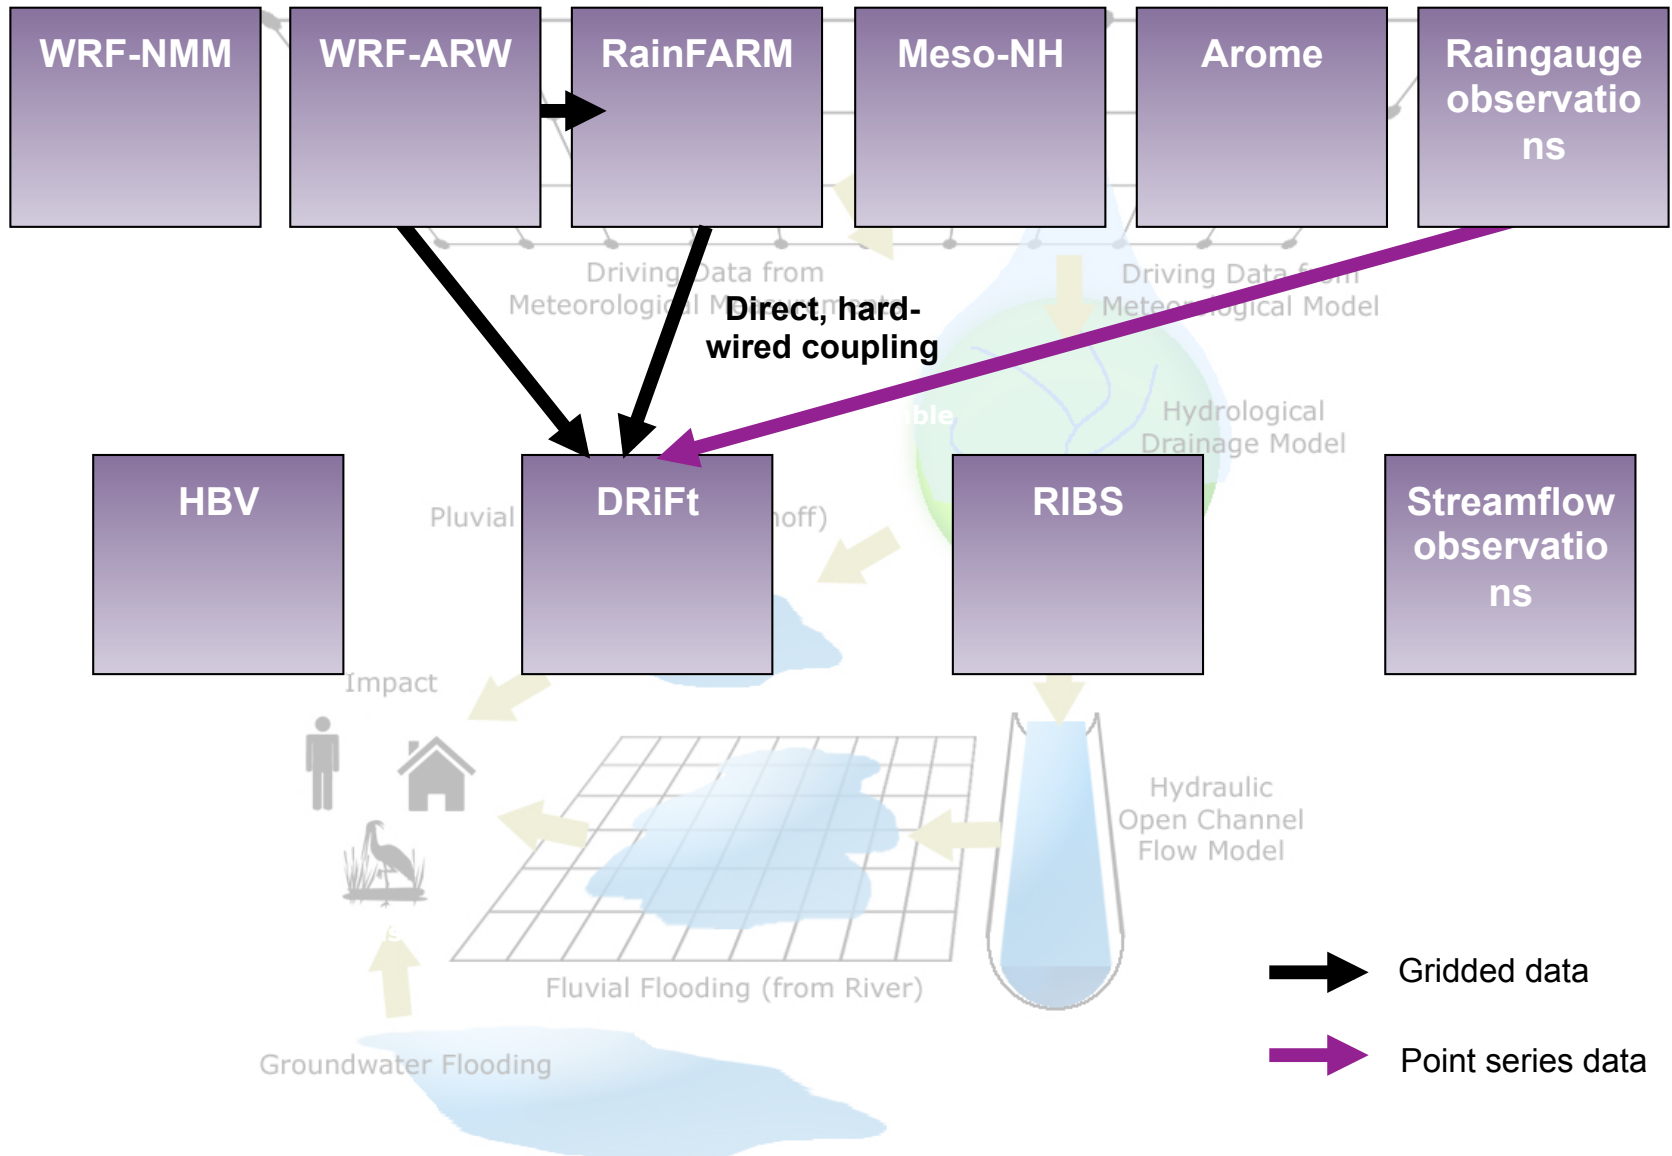 WRF-NMM
WRF-ARW
RainFARM
Meso-NH
Arome
Raingauge
observatio
ns
Driving Data from
Meteorological Measurements
Driving Data from
Meteorological Model
Direct, hard-
wired coupling
Hydrological
Drainage Model
HBV
DRiFt
RIBS
Streamflow
observatio
ns
Pluvial
Impact
Hydraulic
Open Channel
Flow Model
Fluvial Flooding (from River)
Groundwater Flooding
Gridded data
Point series data